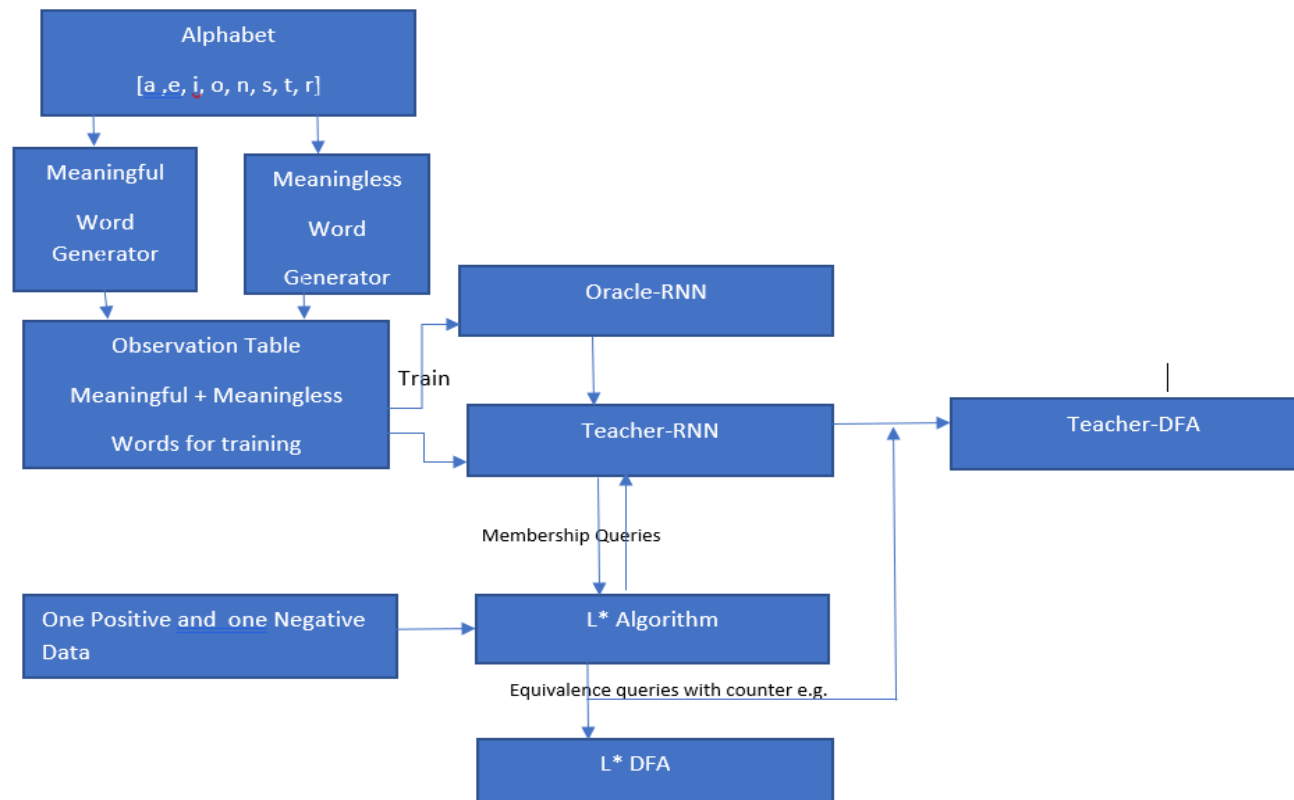 Alphabet
[a ,e, i, o, n, s, t, r]
Meaningful
Word
Generator
Meaningless
Word
Generator
Oracle-RNN
Observation Table
Meaningful + Meaningless
Words for training
Train
Teacher-RNN
Teacher-DFA
Membership Queries
One Positive and one Negative
Data
L* Algorithm
Equivalence queries with counter e.g.
L* DFA